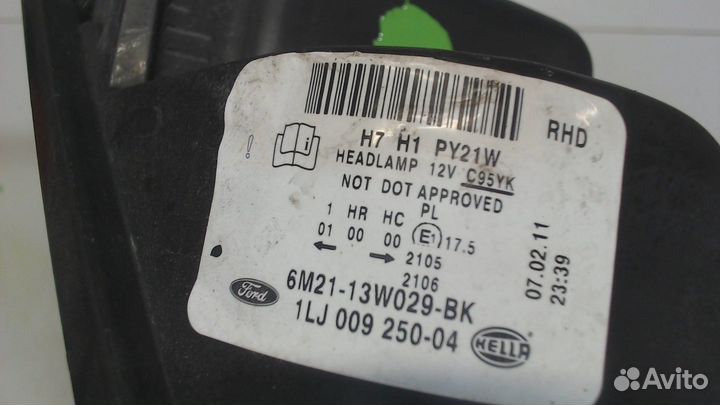 RHD
H7 H1 PY21W
HEADLAMP 12V C95YK
NOT DOT APPROVED
1 HR HC PL
01 00 00 E1 17.5
← → 2105
2106
6M21-13W029-BK
1LJ 009 250-04
Ford
HELLA
07.02.11
23:39
Avito